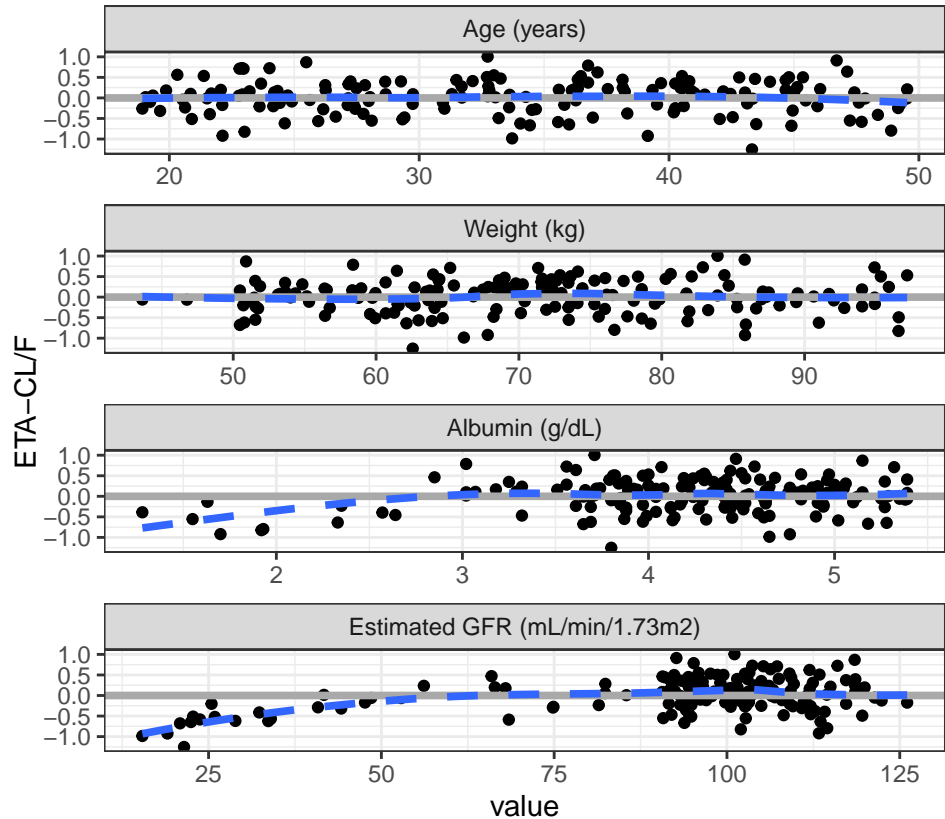 Age (years)
1.0
0.5
0.0
−0.5
−1.0
20 30 40 50
Weight (kg)
1.0
0.5
0.0
−0.5
−1.0
50 60 70 80 90
Albumin (g/dL)
1.0
0.5
0.0
−0.5
−1.0
2 3 4 5
Estimated GFR (mL/min/1.73m2)
1.0
0.5
0.0
−0.5
−1.0
25 50 75 100 125
ETA−CL/F
value